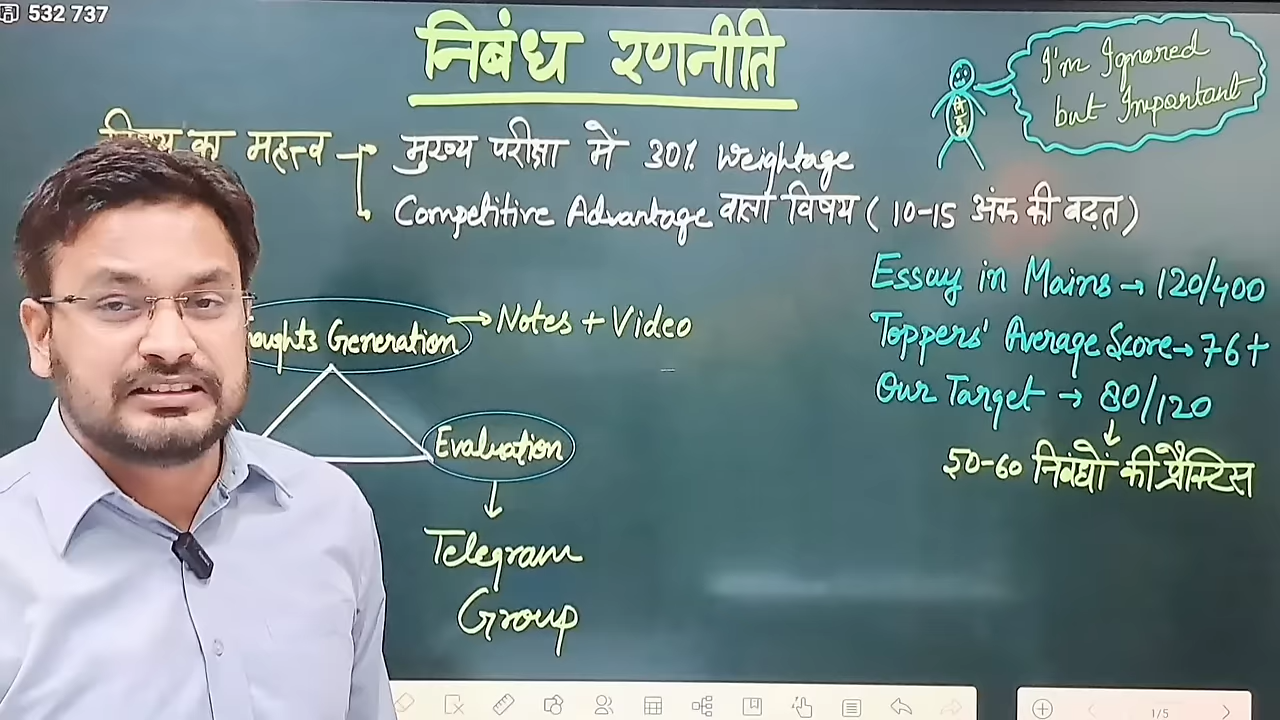 532 737
निबंध रणनीति
I'm Ignored
but Important
का महत्त्व
मुख्य परीक्षा में 30% Weightage
Competitive Advantage वाला विषय ( 10-15 अंक की बढ़त )
Essay in Mains → 120/400
Toppers' Average Score → 76+
Our Target → 80/120
50-60 निबंधों की प्रैक्टिस
Generation → Notes + Video
Evaluation
Telegram
Group
1/5